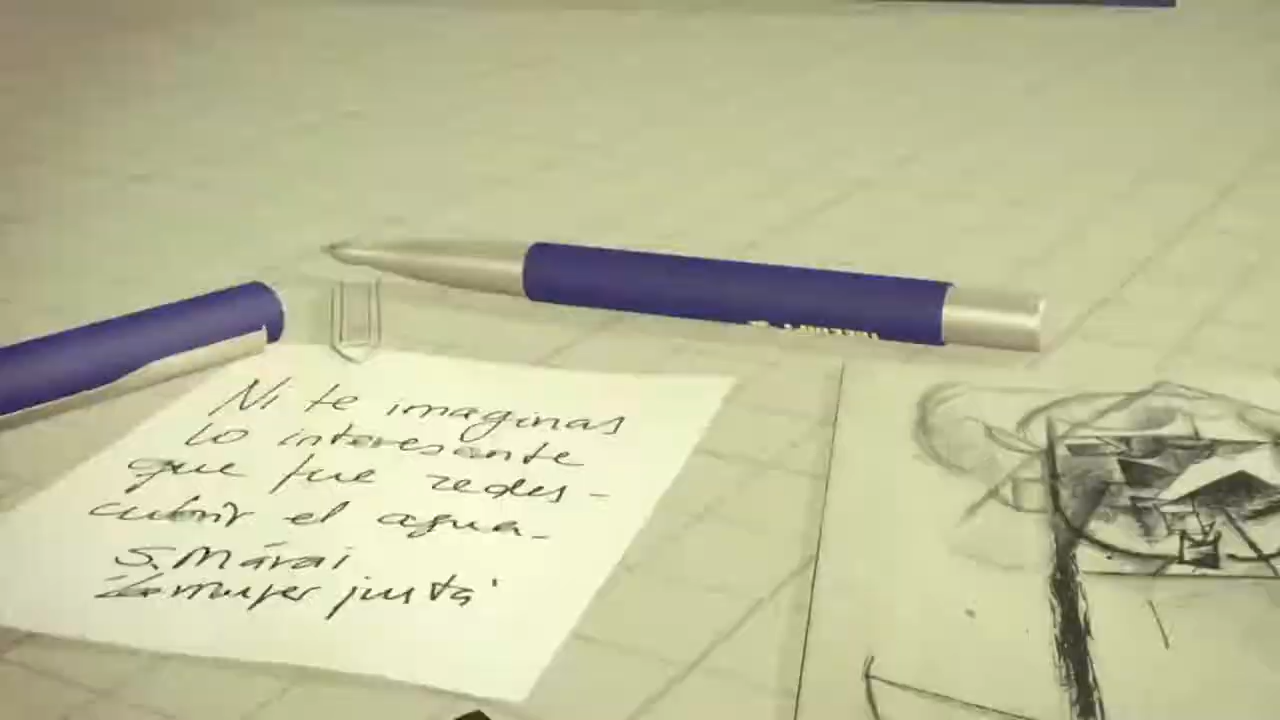 Ni te imaginas
lo interesante
que fue redes-
cubrir el agua.
S. Márai
"La mujer justa"